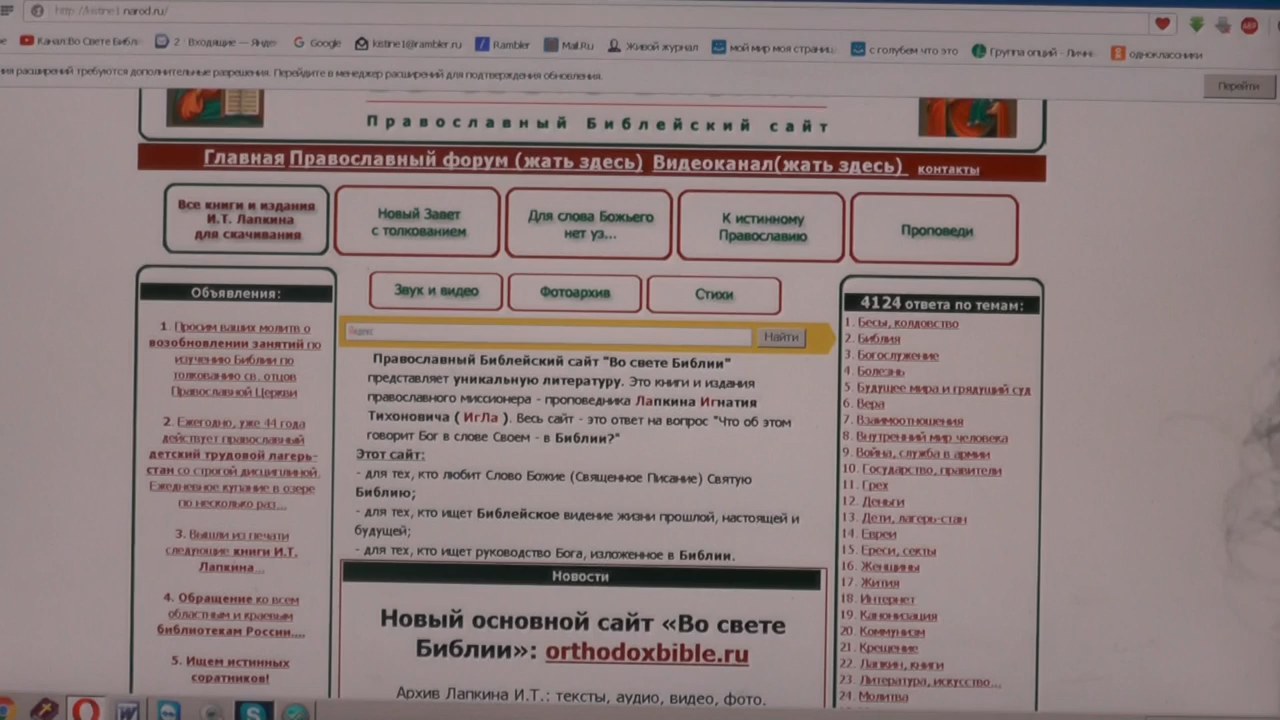 http://kistine1.narod.ru/
Канал:Во Свете Библ
2 · Входящие — Янде
Google
kistine1@rambler.ru
Rambler
Mail.Ru
Живой журнал
мой мир моя страни
с голубем что это
Группа опций - Личн
одноклассники
ия расширений требуются дополнительные разрешения. Перейдите в менеджер расширений для подтверждения обновления.
Перейти
Православный Библейский сайт
Главная Православный форум (жать здесь) Видеоканал(жать здесь) контакты
Все книги и издания
И.Т. Лапкина
для скачивания
Новый Завет
с толкованием
Для слова Божьего
нет уз...
К истинному
Православию
Проповеди
Звук и видео
Фотоархив
Стихи
Объявления:
1. Просим ваших молитв о
возобновлении занятий по
изучению Библии по
толкованию св. отцов
Православной Церкви
2. Ежегодно, уже 44 года
действует православный
детский трудовой лагерь-
стан со строгой дисциплиной.
Ежедневное купание в озере
по несколько раз...
3. Вышли из печати
следующие книги И.Т.
Лапкина...
4. Обращение ко всем
областным и краевым
библиотекам России....
5. Ищем истинных
соратников!
Яндекс
Найти
Православный Библейский сайт "Во свете Библии"
представляет уникальную литературу. Это книги и издания
православного миссионера - проповедника Лапкина Игнатия
Тихоновича ( ИгЛа ). Весь сайт - это ответ на вопрос "Что об этом
говорит Бог в слове Своем - в Библии?"
Этот сайт:
- для тех, кто любит Слово Божие (Священное Писание) Святую
Библию;
- для тех, кто ищет Библейское видение жизни прошлой, настоящей и
будущей;
- для тех, кто ищет руководство Бога, изложенное в Библии.
Новости
Новый основной сайт «Во свете
Библии»: orthodoxbible.ru
Архив Лапкина И.Т.: тексты, аудио, видео, фото.
4124 ответа по темам:
1. Бесы, колдовство
2. Библия
3. Богослужение
4. Болезнь
5. Будущее мира и грядущий суд
6. Вера
7. Взаимоотношения
8. Внутренний мир человека
9. Война, служба в армии
10. Государство, правители
11. Грех
12. Деньги
13. Дети, лагерь-стан
14. Евреи
15. Ереси, секты
16. Женщины
17. Жития
18. Интернет
19. Канонизация
20. Коммунизм
21. Крещение
22. Лапкин, книги
23. Литература, искусство...
24. Молитва